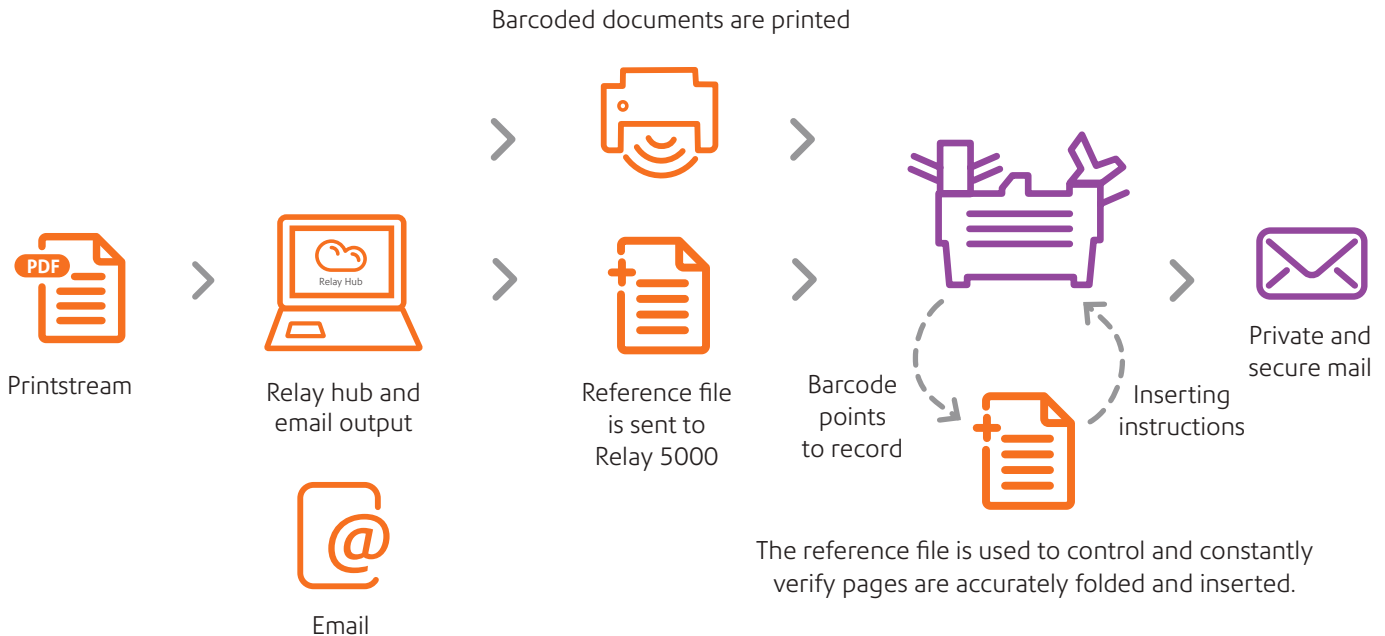 Barcoded documents are printed
PDF
Relay Hub
Printstream
Relay hub and
email output
@
Email
Reference file
is sent to
Relay 5000
Barcode
points
to record
Inserting
instructions
Private and
secure mail
The reference file is used to control and constantly
verify pages are accurately folded and inserted.